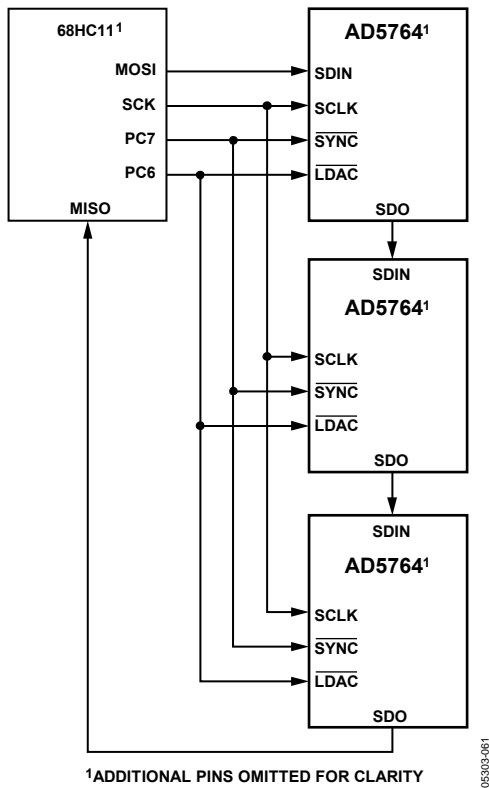 68HC11¹
MOSI
SCK
PC7
PC6
MISO
AD5764¹
SDIN
SCLK
SYNC
LDAC
SDO
SDIN
AD5764¹
SCLK
SYNC
LDAC
SDO
SDIN
AD5764¹
SCLK
SYNC
LDAC
SDO
¹ADDITIONAL PINS OMITTED FOR CLARITY
05303-061